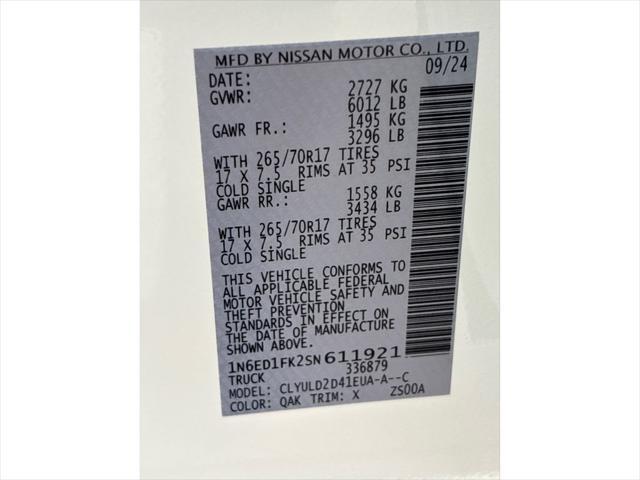 MFD BY NISSAN MOTOR CO., LTD.
DATE: 09/24
GVWR: 2727 KG
6012 LB
GAWR FR.: 1495 KG
3296 LB
WITH 265/70R17 TIRES
17 X 7.5 RIMS AT 35 PSI
COLD SINGLE
GAWR RR.: 1558 KG
3434 LB
WITH 265/70R17 TIRES
17 X 7.5 RIMS AT 35 PSI
COLD SINGLE
THIS VEHICLE CONFORMS TO
ALL APPLICABLE FEDERAL
MOTOR VEHICLE SAFETY AND
THEFT PREVENTION
STANDARDS IN EFFECT ON
THE DATE OF MANUFACTURE
SHOWN ABOVE.
1N6ED1FK2SN611921
TRUCK 336879
MODEL: CLYULD2D41EUA-A--C
COLOR: QAK TRIM: X ZS00A